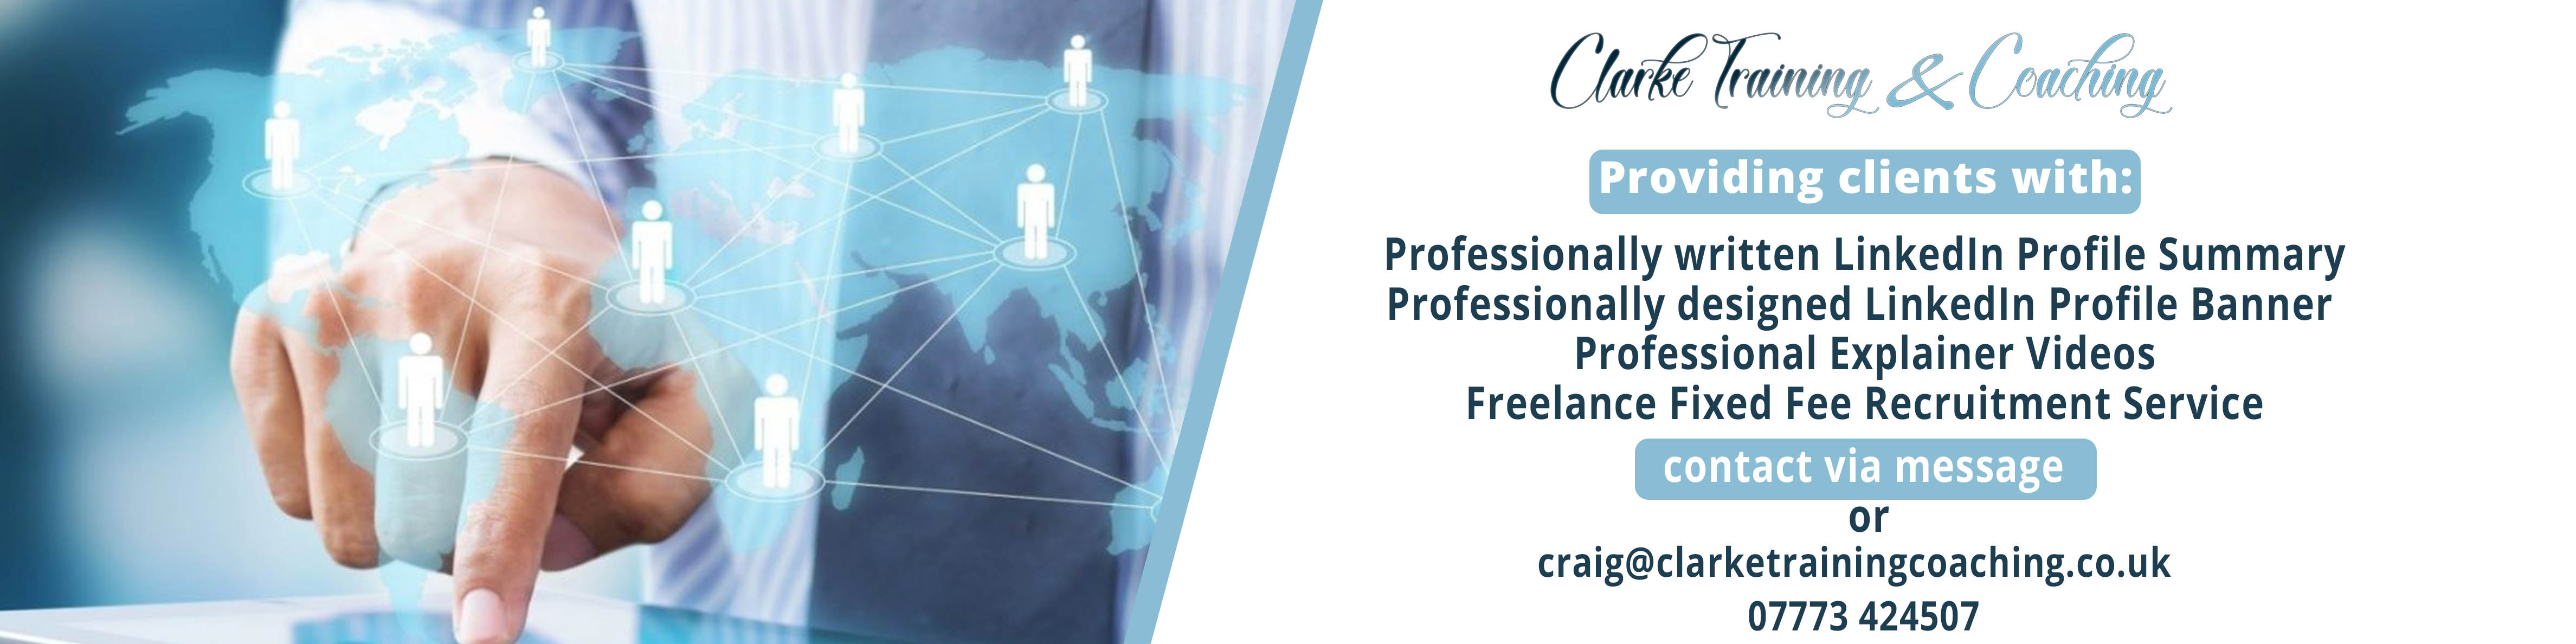 Clarke Training & Coaching
Providing clients with:
Professionally written LinkedIn Profile Summary
Professionally designed LinkedIn Profile Banner
Professional Explainer Videos
Freelance Fixed Fee Recruitment Service
contact via message
or
craig@clarketrainingcoaching.co.uk
07773 424507